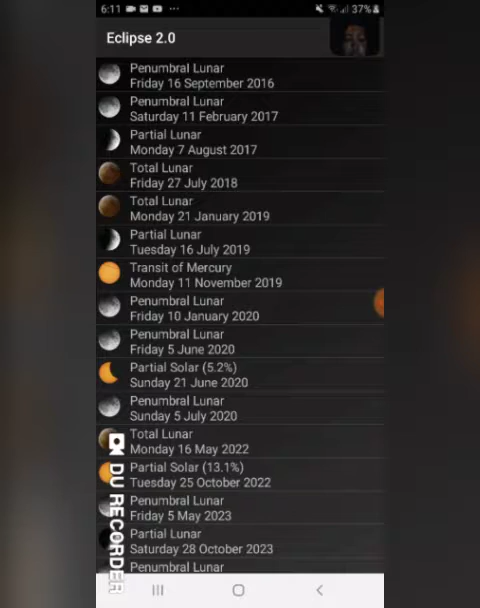 6:11
37%
Eclipse 2.0
Penumbral Lunar
Friday 16 September 2016
Penumbral Lunar
Saturday 11 February 2017
Partial Lunar
Monday 7 August 2017
Total Lunar
Friday 27 July 2018
Total Lunar
Monday 21 January 2019
Partial Lunar
Tuesday 16 July 2019
Transit of Mercury
Monday 11 November 2019
Penumbral Lunar
Friday 10 January 2020
Penumbral Lunar
Friday 5 June 2020
Partial Solar (5.2%)
Sunday 21 June 2020
Penumbral Lunar
Sunday 5 July 2020
Total Lunar
Monday 16 May 2022
Partial Solar (13.1%)
Tuesday 25 October 2022
Penumbral Lunar
Friday 5 May 2023
Partial Lunar
Saturday 28 October 2023
Penumbral Lunar
DU RECORDER